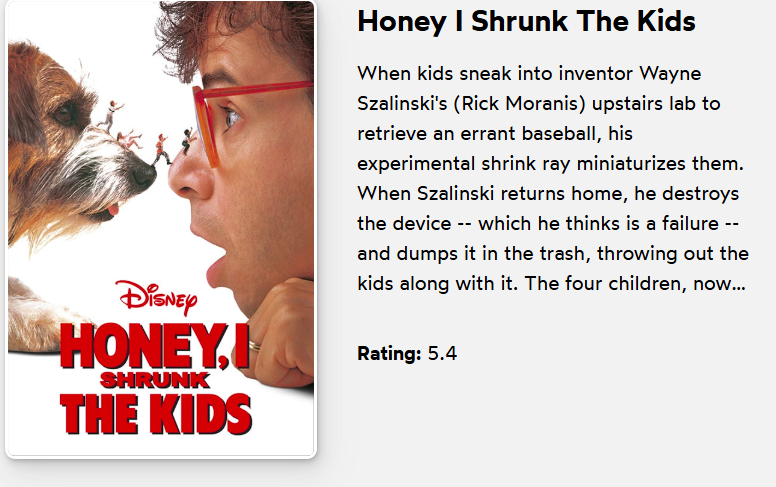 Honey I Shrunk The Kids
When kids sneak into inventor Wayne
Szalinski's (Rick Moranis) upstairs lab to
retrieve an errant baseball, his
experimental shrink ray miniaturizes them.
When Szalinski returns home, he destroys
the device -- which he thinks is a failure --
and dumps it in the trash, throwing out the
kids along with it. The four children, now...
Rating: 5.4
Disney
HONEY, I
SHRUNK
THE KIDS